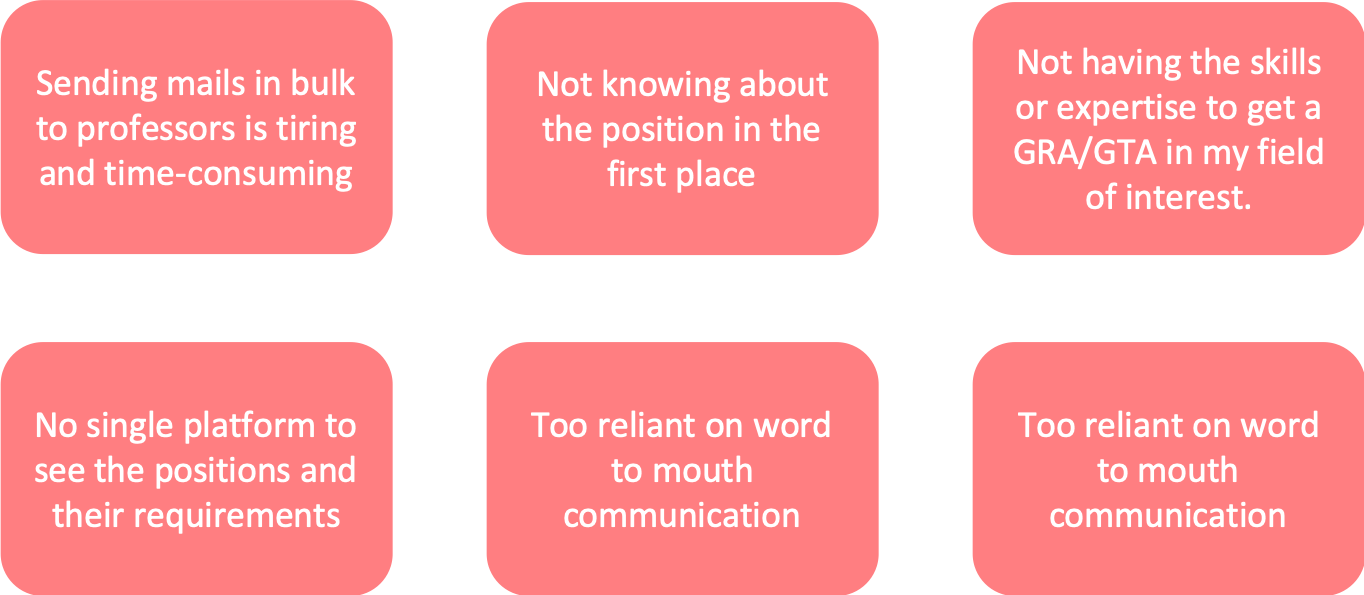 Sending mails in bulk
to professors is tiring
and time-consuming
Not knowing about
the position in the
first place
Not having the skills
or expertise to get a
GRA/GTA in my field
of interest.
No single platform to
see the positions and
their requirements
Too reliant on word
to mouth
communication
Too reliant on word
to mouth
communication